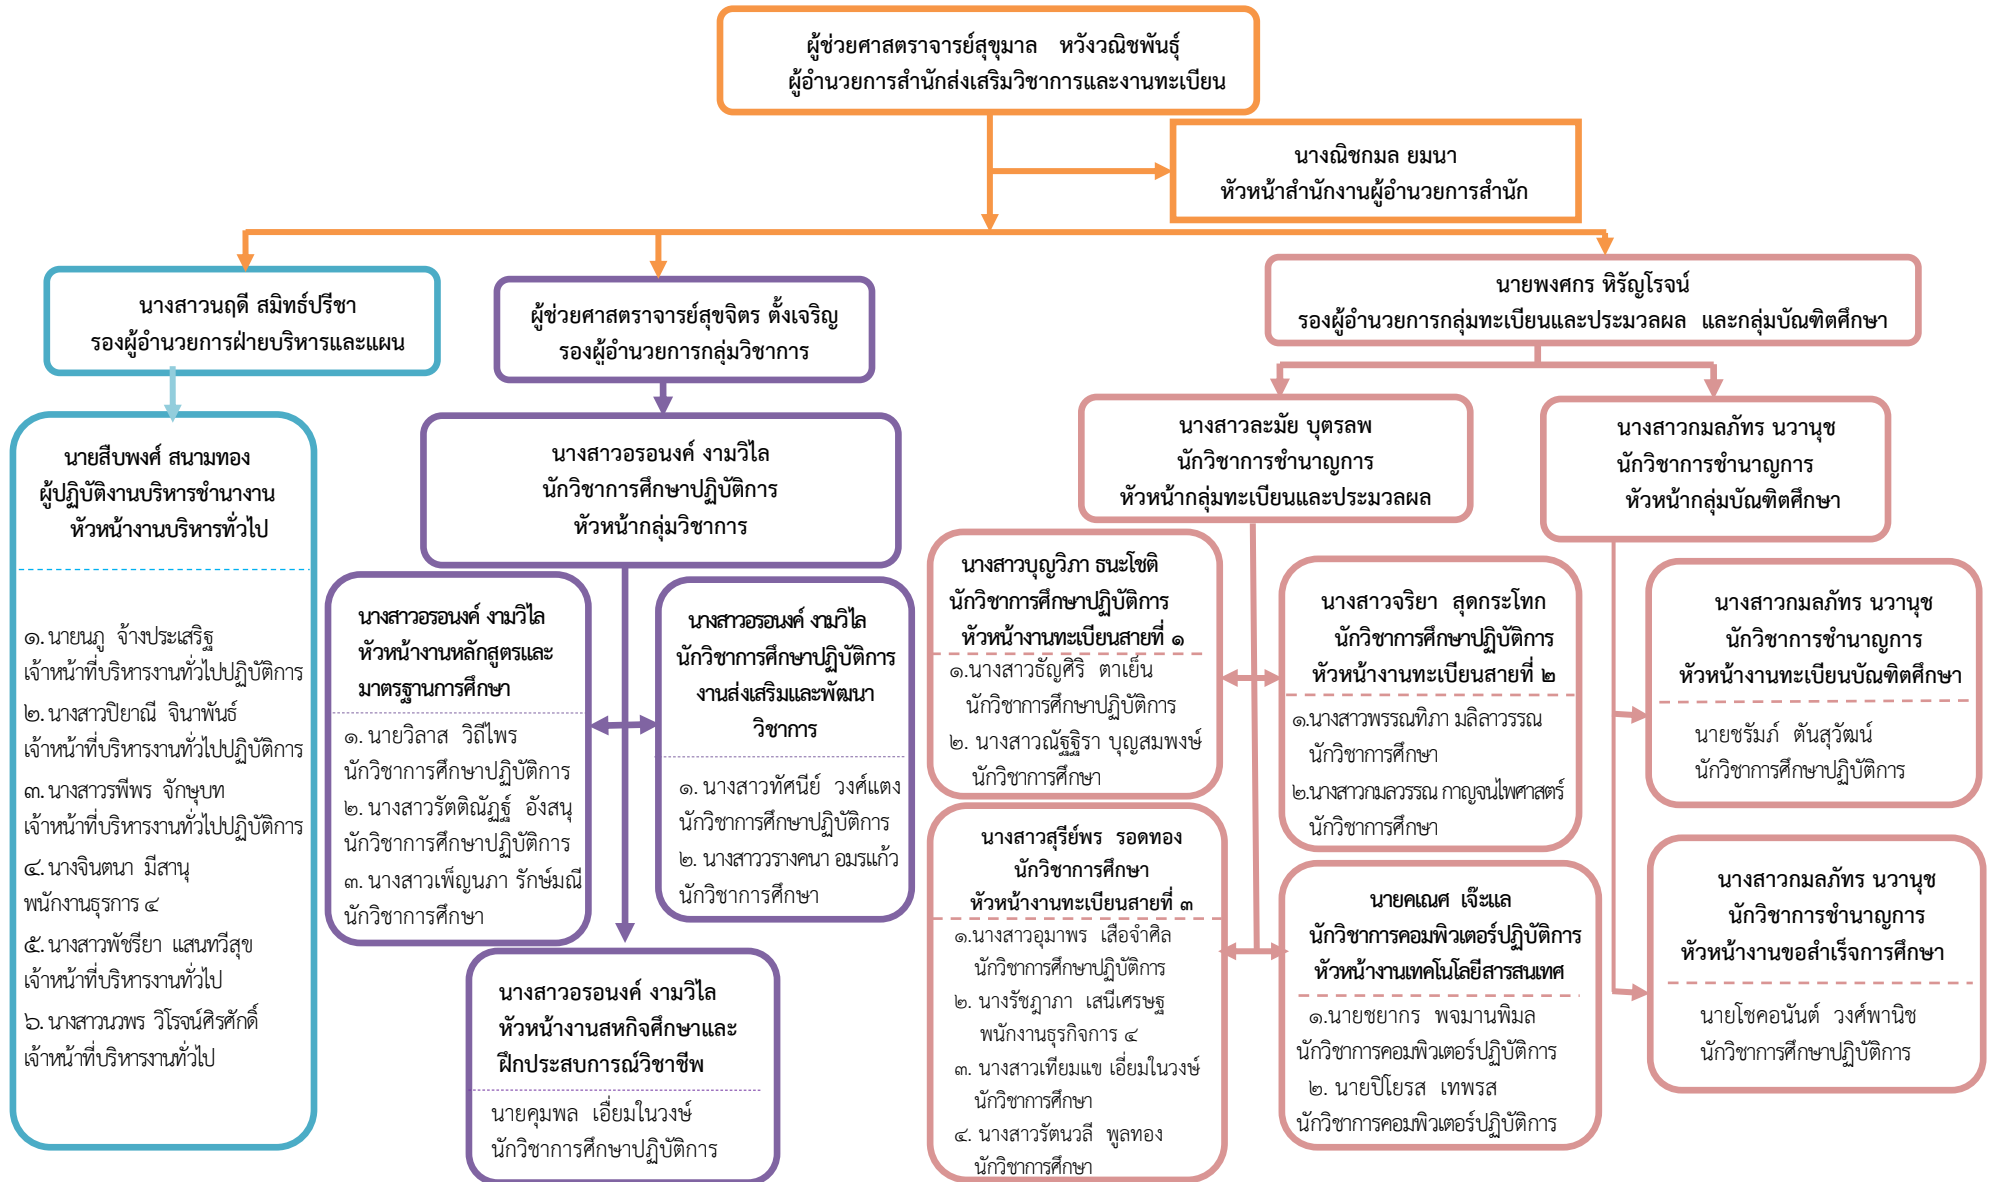 ผู้ช่วยศาสตราจารย์สุขุมาล หวังวณิชพันธุ์
ผู้อำนวยการสำนักส่งเสริมวิชาการและงานทะเบียน
นางณิชกมล ยมนา
หัวหน้าสำนักงานผู้อำนวยการสำนัก
นางสาวนฤดี สมิทธ์ปรีชา
รองผู้อำนวยการฝ่ายบริหารและแผน
ผู้ช่วยศาสตราจารย์สุขจิตร ตั้งเจริญ
รองผู้อำนวยการกลุ่มวิชาการ
นายพงศกร หิรัญโรจน์
รองผู้อำนวยการกลุ่มทะเบียนและประมวลผล และกลุ่มบัณฑิตศึกษา
นายสืบพงศ์ สนามทอง
ผู้ปฏิบัติงานบริหารชำนางาน
หัวหน้างานบริหารทั่วไป
๑. นายนภู จ้างประเสริฐ
เจ้าหน้าที่บริหารงานทั่วไปปฏิบัติการ
๒. นางสาวปิยาณี จินาพันธ์
เจ้าหน้าที่บริหารงานทั่วไปปฏิบัติการ
๓. นางสาวรพีพร จักษุบท
เจ้าหน้าที่บริหารงานทั่วไปปฏิบัติการ
๔. นางจินตนา มีสานุ
พนักงานธุรการ ๔
๕. นางสาวพัชรียา แสนทวีสุข
เจ้าหน้าที่บริหารงานทั่วไป
๖. นางสาวนวพร วิโรจน์ศิรศักดิ์
เจ้าหน้าที่บริหารงานทั่วไป
นางสาวอรอนงค์ งามวิไล
นักวิชาการศึกษาปฏิบัติการ
หัวหน้ากลุ่มวิชาการ
นางสาวอรอนงค์ งามวิไล
หัวหน้างานหลักสูตรและ
มาตรฐานการศึกษา
๑. นายวิลาส วิถีไพร
นักวิชาการศึกษาปฏิบัติการ
๒. นางสาวรัตติณัฏฐ์ อังสนุ
นักวิชาการศึกษาปฏิบัติการ
๓. นางสาวเพ็ญนภา รักษ์มณี
นักวิชาการศึกษา
นางสาวอรอนงค์ งามวิไล
นักวิชาการศึกษาปฏิบัติการ
งานส่งเสริมและพัฒนา
วิชาการ
๑. นางสาวทัศนีย์ วงศ์แตง
นักวิชาการศึกษาปฏิบัติการ
๒. นางสาววรางคนา อมรแก้ว
นักวิชาการศึกษา
นางสาวอรอนงค์ งามวิไล
หัวหน้างานสหกิจศึกษาและ
ฝึกประสบการณ์วิชาชีพ
นายคุมพล เอี่ยมในวงษ์
นักวิชาการศึกษาปฏิบัติการ
นางสาวละมัย บุตรลพ
นักวิชาการชำนาญการ
หัวหน้ากลุ่มทะเบียนและประมวลผล
นางสาวกมลภัทร นวานุช
นักวิชาการชำนาญการ
หัวหน้ากลุ่มบัณฑิตศึกษา
นางสาวบุญวิภา ธนะโชติ
นักวิชาการศึกษาปฏิบัติการ
หัวหน้างานทะเบียนสายที่ ๑
๑.นางสาวธัญศิริ ตาเย็น
นักวิชาการศึกษาปฏิบัติการ
๒. นางสาวณัฐฐิรา บุญสมพงษ์
นักวิชาการศึกษา
นางสาวจริยา สุดกระโทก
นักวิชาการศึกษาปฏิบัติการ
หัวหน้างานทะเบียนสายที่ ๒
๑.นางสาวพรรณทิภา มลิลาวรรณ
นักวิชาการศึกษา
๒.นางสาวกมลวรรณ กาญจนไพศาสตร์
นักวิชาการศึกษา
นางสาวสุรีย์พร รอดทอง
นักวิชาการศึกษา
หัวหน้างานทะเบียนสายที่ ๓
๑.นางสาวอุมาพร เสือจำศิล
นักวิชาการศึกษาปฏิบัติการ
๒. นางรัชฎาภา เสนีเศรษฐ
พนักงานธุรกิจการ ๔
๓. นางสาวเทียมแข เอี่ยมในวงษ์
นักวิชาการศึกษา
๔. นางสาวรัตนวลี พูลทอง
นักวิชาการศึกษา
นายคเณศ เจ๊ะแล
นักวิชาการคอมพิวเตอร์ปฏิบัติการ
หัวหน้างานเทคโนโลยีสารสนเทศ
๑.นายชยากร พจมานพิมล
นักวิชาการคอมพิวเตอร์ปฏิบัติการ
๒. นายปิโยรส เทพรส
นักวิชาการคอมพิวเตอร์ปฏิบัติการ
นางสาวกมลภัทร นวานุช
นักวิชาการชำนาญการ
หัวหน้างานทะเบียนบัณฑิตศึกษา
นายชรัมภ์ ตันสุวัฒน์
นักวิชาการศึกษาปฏิบัติการ
นางสาวกมลภัทร นวานุช
นักวิชาการชำนาญการ
หัวหน้างานขอสำเร็จการศึกษา
นายโชคอนันต์ วงศ์พานิช
นักวิชาการศึกษาปฏิบัติการ